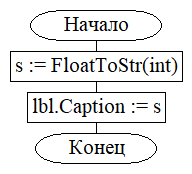 Начало
s := FloatToStr(int)
lbl.Caption := s
Конец